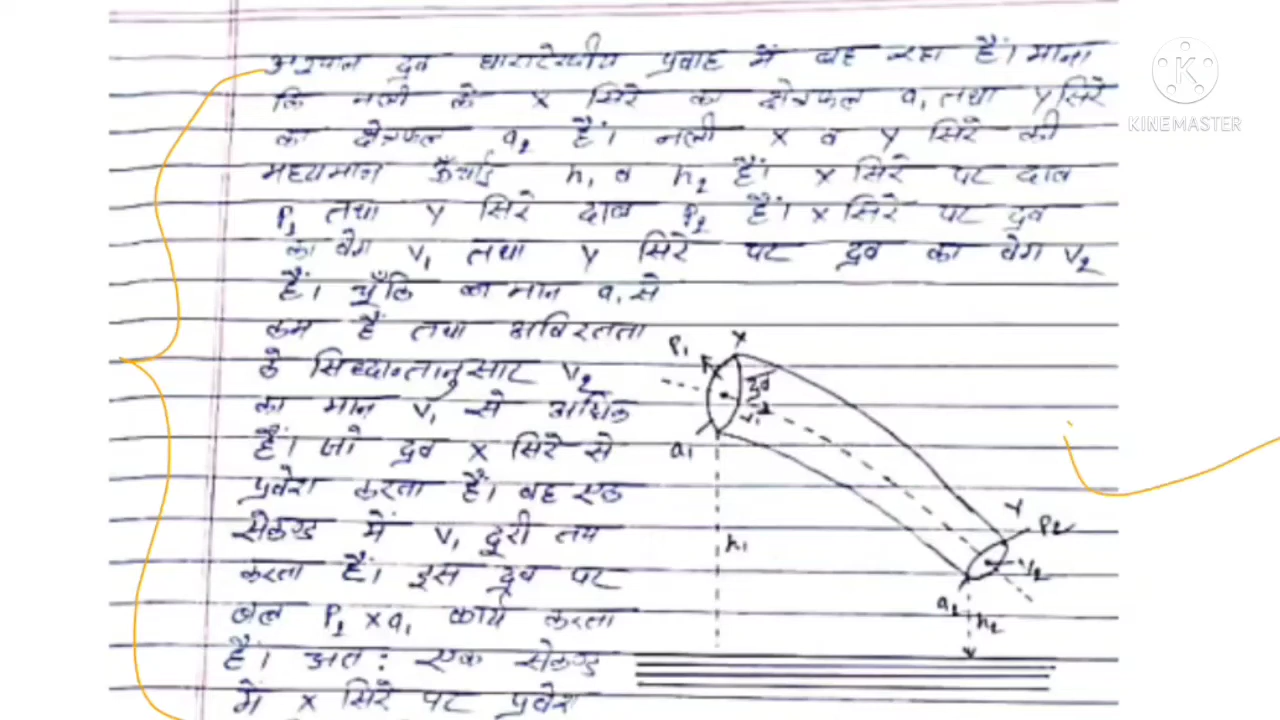 द्रव धारारेखीय प्रवाह में बह रहा हैं। माना
कि नली के X सिरे का क्षेत्रफल a₁ तथा Y सिरे
का क्षेत्रफल a₂ हैं। नली X व Y सिरे की
मध्यमान ऊँचाई h₁ व h₂ हैं। X सिरे पर दाब
P₁ तथा Y सिरे दाब P₂ हैं। X सिरे पर द्रव
का वेग V₁ तथा Y सिरे पर द्रव का वेग V₂
हैं। चूँकि का मान a₁ से
कम हैं तथा अविरतता
के सिध्दान्तानुसार V₂
का मान V₁ से अधिक
हैं। जो द्रव X सिरे से
प्रवेश करता हैं। वह एक
सेकण्ड में V₁ दूरी तय
करता हैं। इस द्रव पर
बल P₁ x a₁ कार्य करता
हैं। अतः एक सेकण्ड
में X सिरे पर प्रवेश
P₁
X
द्रव
V₁
a₁
h₁
Y
P₂
V₂
a₂
h₂
KINEMASTER